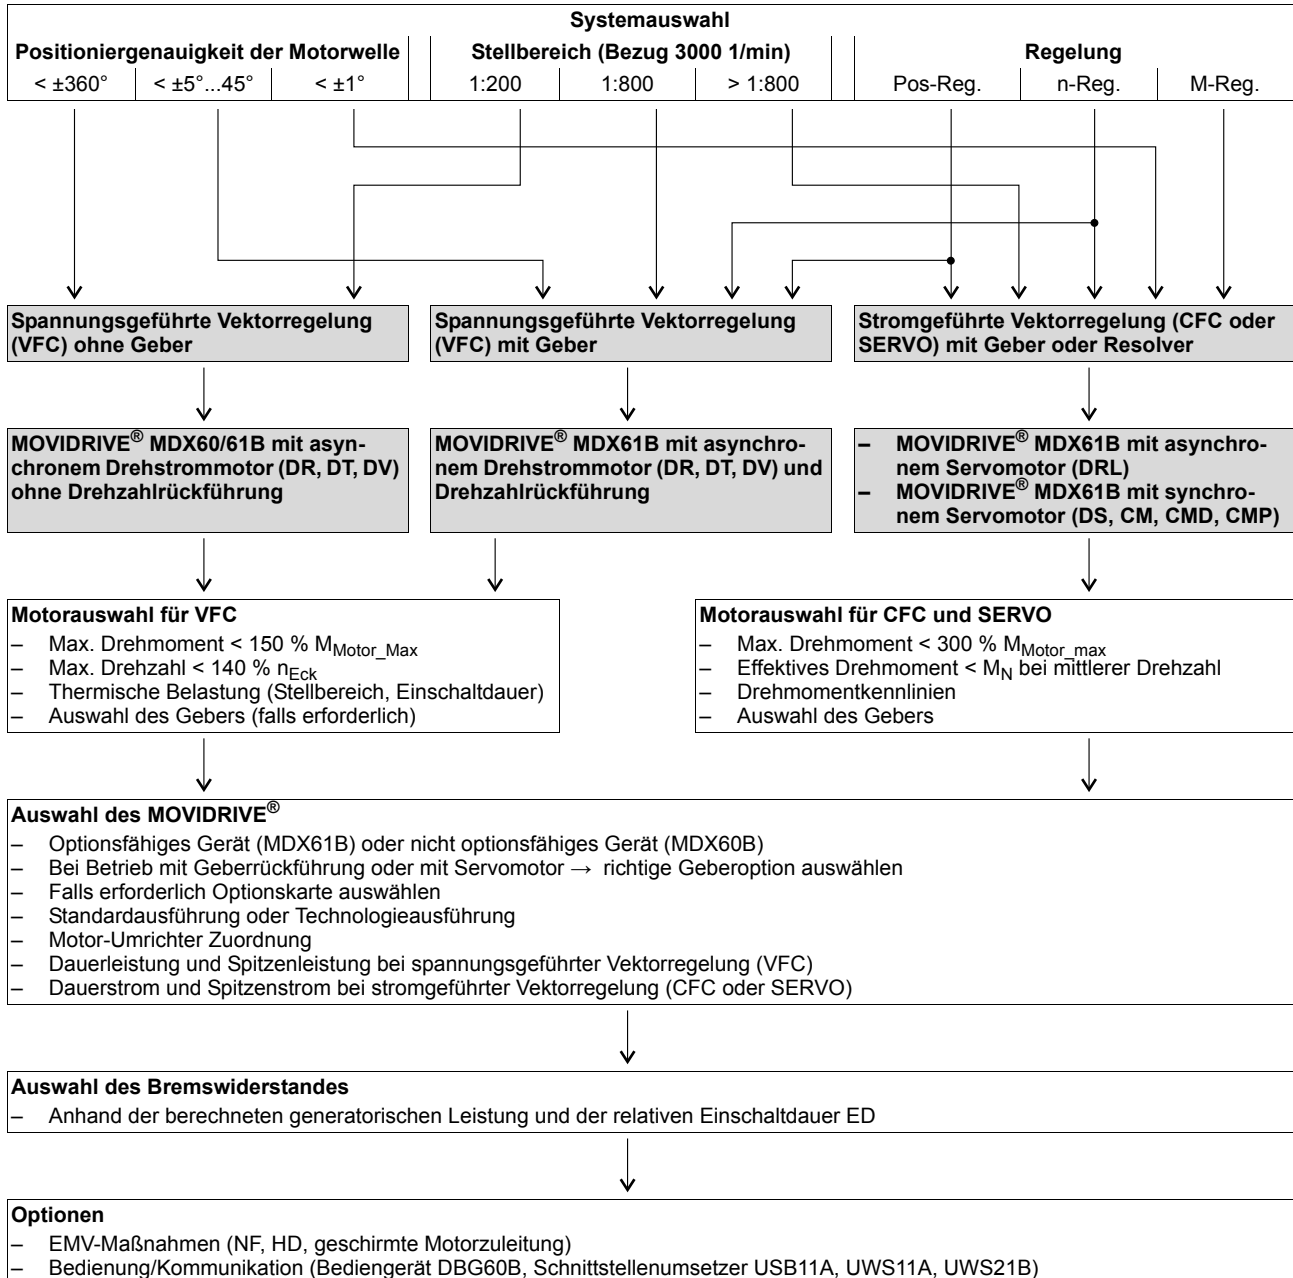 Systemauswahl
Positioniergenauigkeit der Motorwelle
Stellbereich (Bezug 3000 1/min)
Regelung
< ±360°
< ±5°...45°
< ±1°
1:200
1:800
> 1:800
Pos-Reg.
n-Reg.
M-Reg.
Spannungsgeführte Vektorregelung
(VFC) ohne Geber
Spannungsgeführte Vektorregelung
(VFC) mit Geber
Stromgeführte Vektorregelung (CFC oder
SERVO) mit Geber oder Resolver
MOVIDRIVE® MDX60/61B mit asyn-
chronem Drehstrommotor (DR, DT, DV)
ohne Drehzahlrückführung
MOVIDRIVE® MDX61B mit asynchro-
nem Drehstrommotor (DR, DT, DV) und
Drehzahlrückführung
– MOVIDRIVE® MDX61B mit asynchro-
nem Servomotor (DRL)
– MOVIDRIVE® MDX61B mit synchro-
nem Servomotor (DS, CM, CMD, CMP)
Motorauswahl für VFC
– Max. Drehmoment < 150 % M_Motor_Max
– Max. Drehzahl < 140 % n_Eck
– Thermische Belastung (Stellbereich, Einschaltdauer)
– Auswahl des Gebers (falls erforderlich)
Motorauswahl für CFC und SERVO
– Max. Drehmoment < 300 % M_Motor_max
– Effektives Drehmoment < M_N bei mittlerer Drehzahl
– Drehmomentkennlinien
– Auswahl des Gebers
Auswahl des MOVIDRIVE®
– Optionsfähiges Gerät (MDX61B) oder nicht optionsfähiges Gerät (MDX60B)
– Bei Betrieb mit Geberrückführung oder mit Servomotor → richtige Geberoption auswählen
– Falls erforderlich Optionskarte auswählen
– Standardausführung oder Technologieausführung
– Motor-Umrichter Zuordnung
– Dauerleistung und Spitzenleistung bei spannungsgeführter Vektorregelung (VFC)
– Dauerstrom und Spitzenstrom bei stromgeführter Vektorregelung (CFC oder SERVO)
Auswahl des Bremswiderstandes
– Anhand der berechneten generatorischen Leistung und der relativen Einschaltdauer ED
Optionen
– EMV-Maßnahmen (NF, HD, geschirmte Motorzuleitung)
– Bedienung/Kommunikation (Bediengerät DBG60B, Schnittstellenumsetzer USB11A, UWS11A, UWS21B)